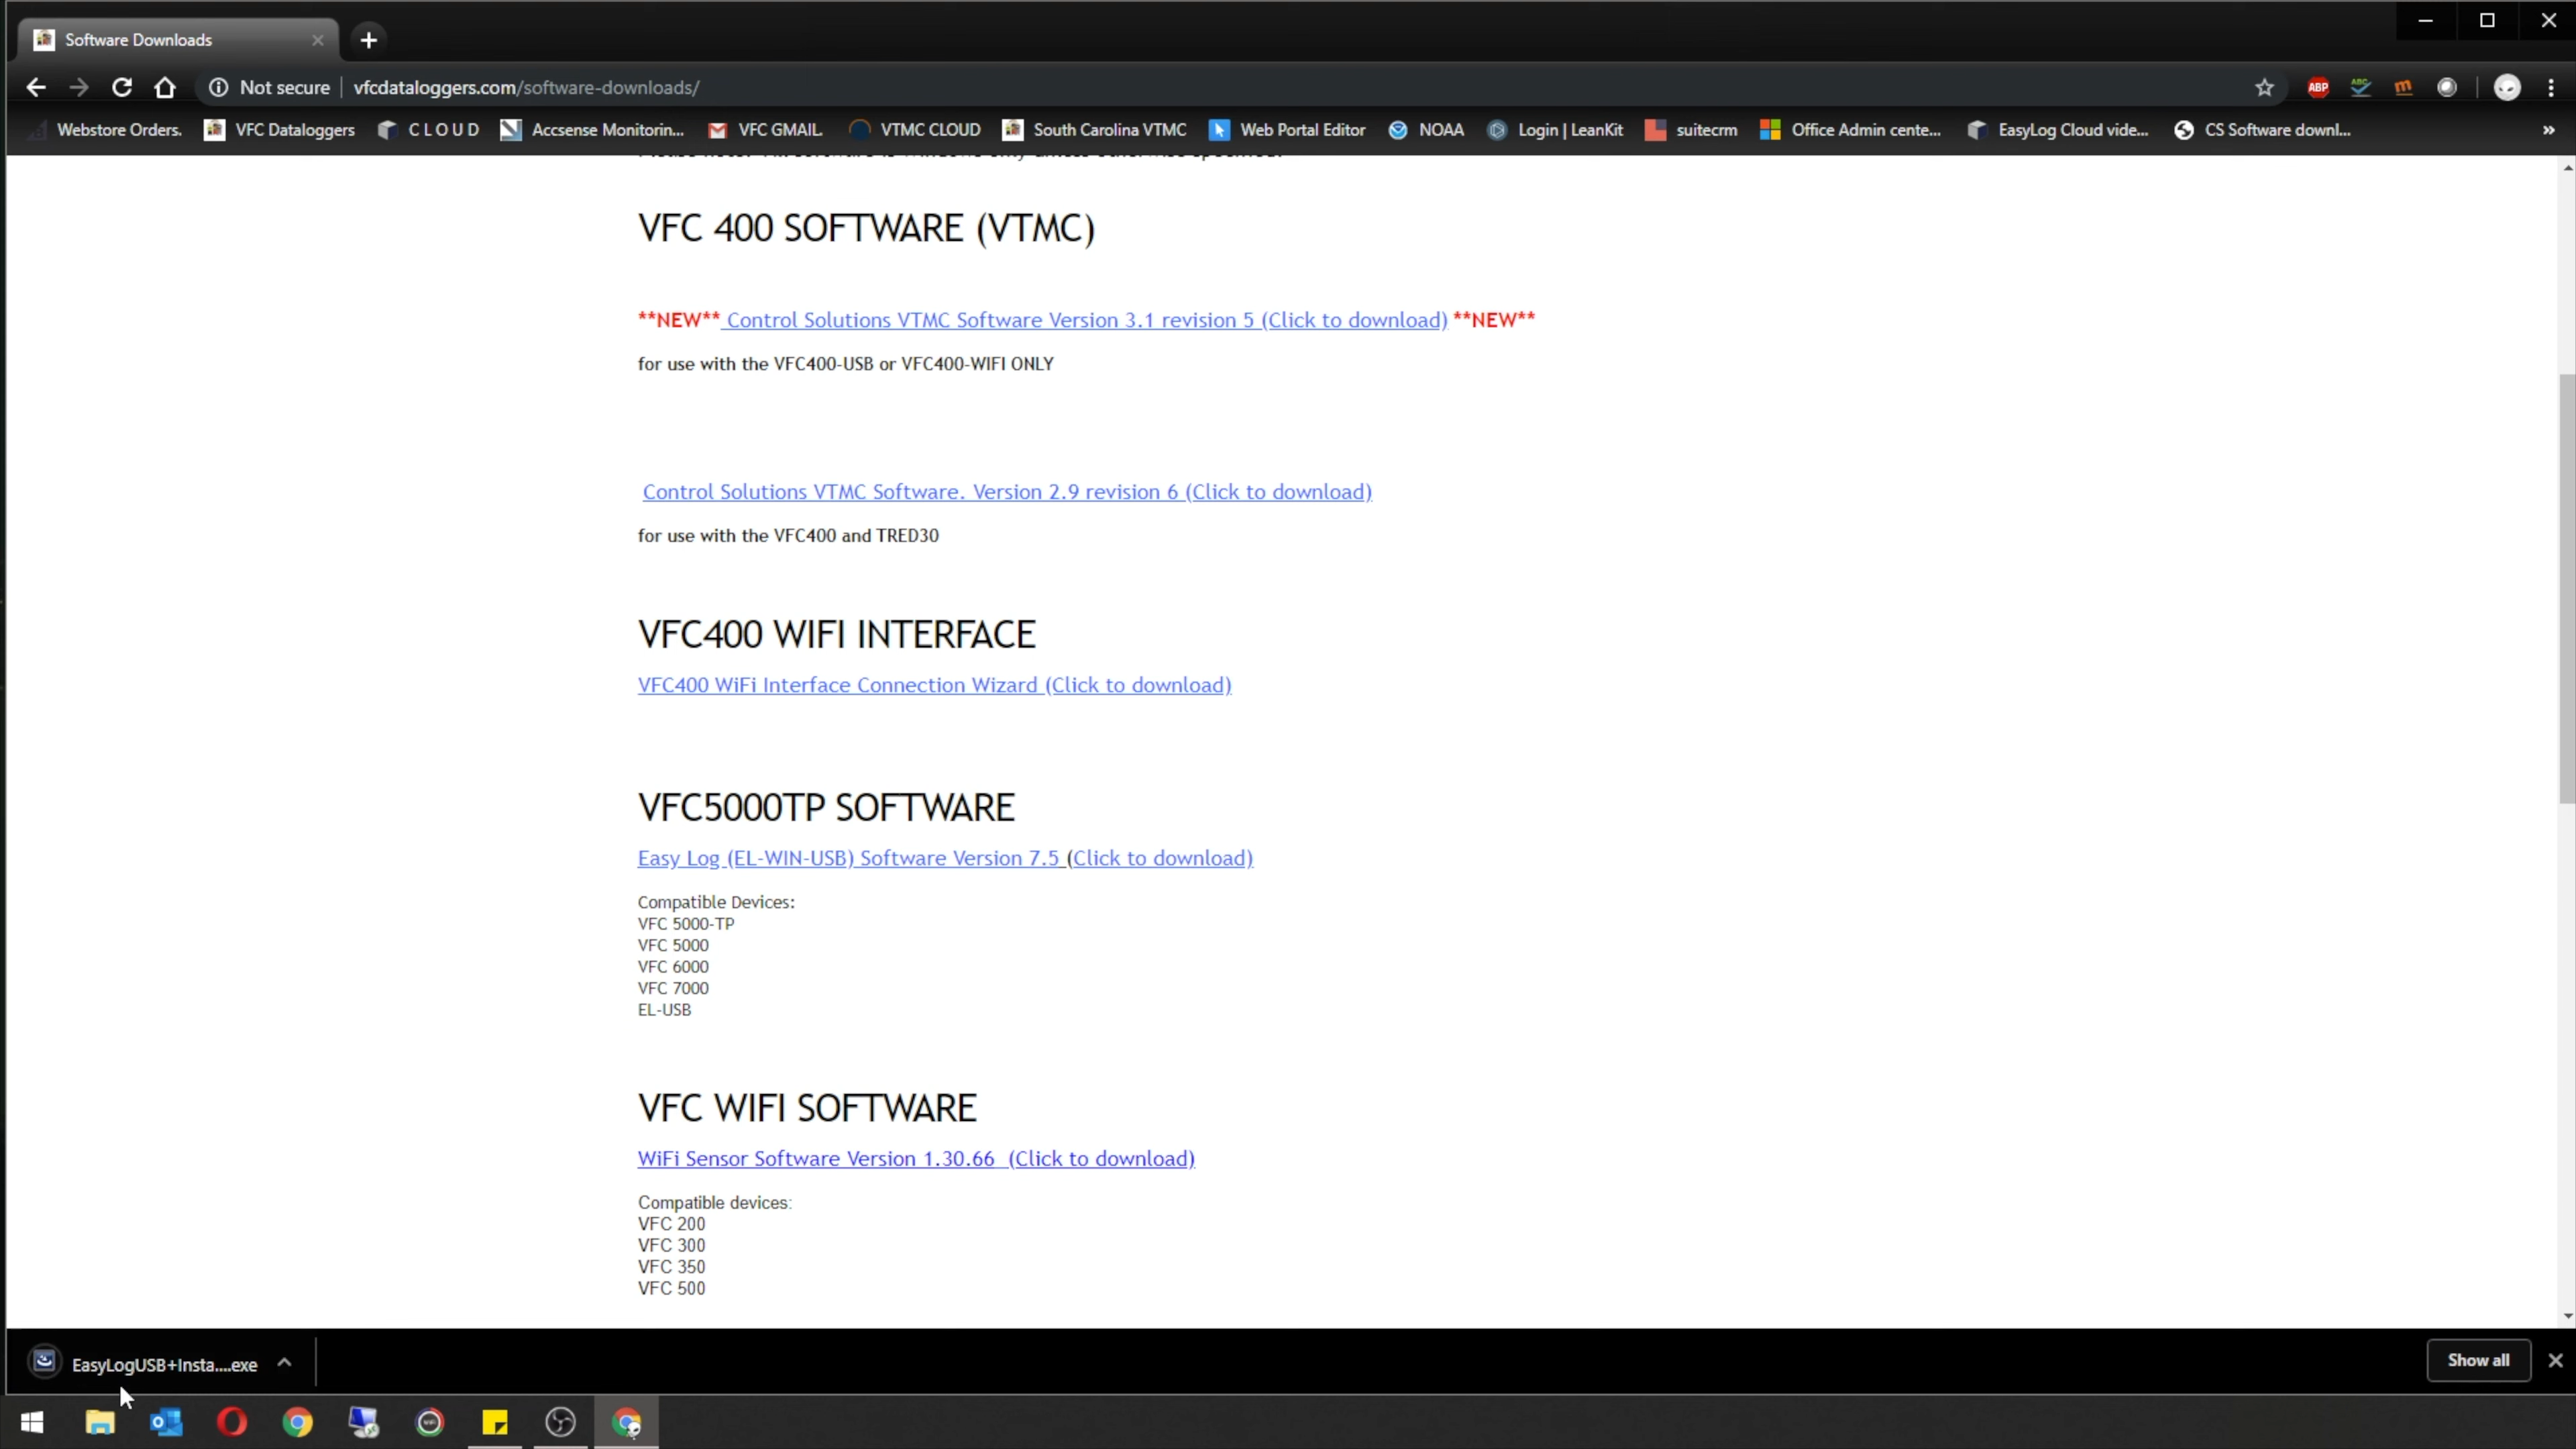 Software Downloads
Not secure | vfcdataloggers.com/software-downloads/
ABP
ABC
m
Webstore Orders.
VFC Dataloggers
C L O U D
Accsense Monitorin...
VFC GMAIL
VTMC CLOUD
South Carolina VTMC
Web Portal Editor
NOAA
Login | LeanKit
suitecrm
Office Admin cente...
EasyLog Cloud vide...
CS Software downl...
»
VFC 400 SOFTWARE (VTMC)
**NEW** Control Solutions VTMC Software Version 3.1 revision 5 (Click to download) **NEW**
for use with the VFC400-USB or VFC400-WIFI ONLY
Control Solutions VTMC Software. Version 2.9 revision 6 (Click to download)
for use with the VFC400 and TRED30
VFC400 WIFI INTERFACE
VFC400 WiFi Interface Connection Wizard (Click to download)
VFC5000TP SOFTWARE
Easy Log (EL-WIN-USB) Software Version 7.5 (Click to download)
Compatible Devices:
VFC 5000-TP
VFC 5000
VFC 6000
VFC 7000
EL-USB
VFC WIFI SOFTWARE
WiFi Sensor Software Version 1.30.66 (Click to download)
Compatible devices:
VFC 200
VFC 300
VFC 350
VFC 500
EasyLogUSB+Insta....exe
Show all